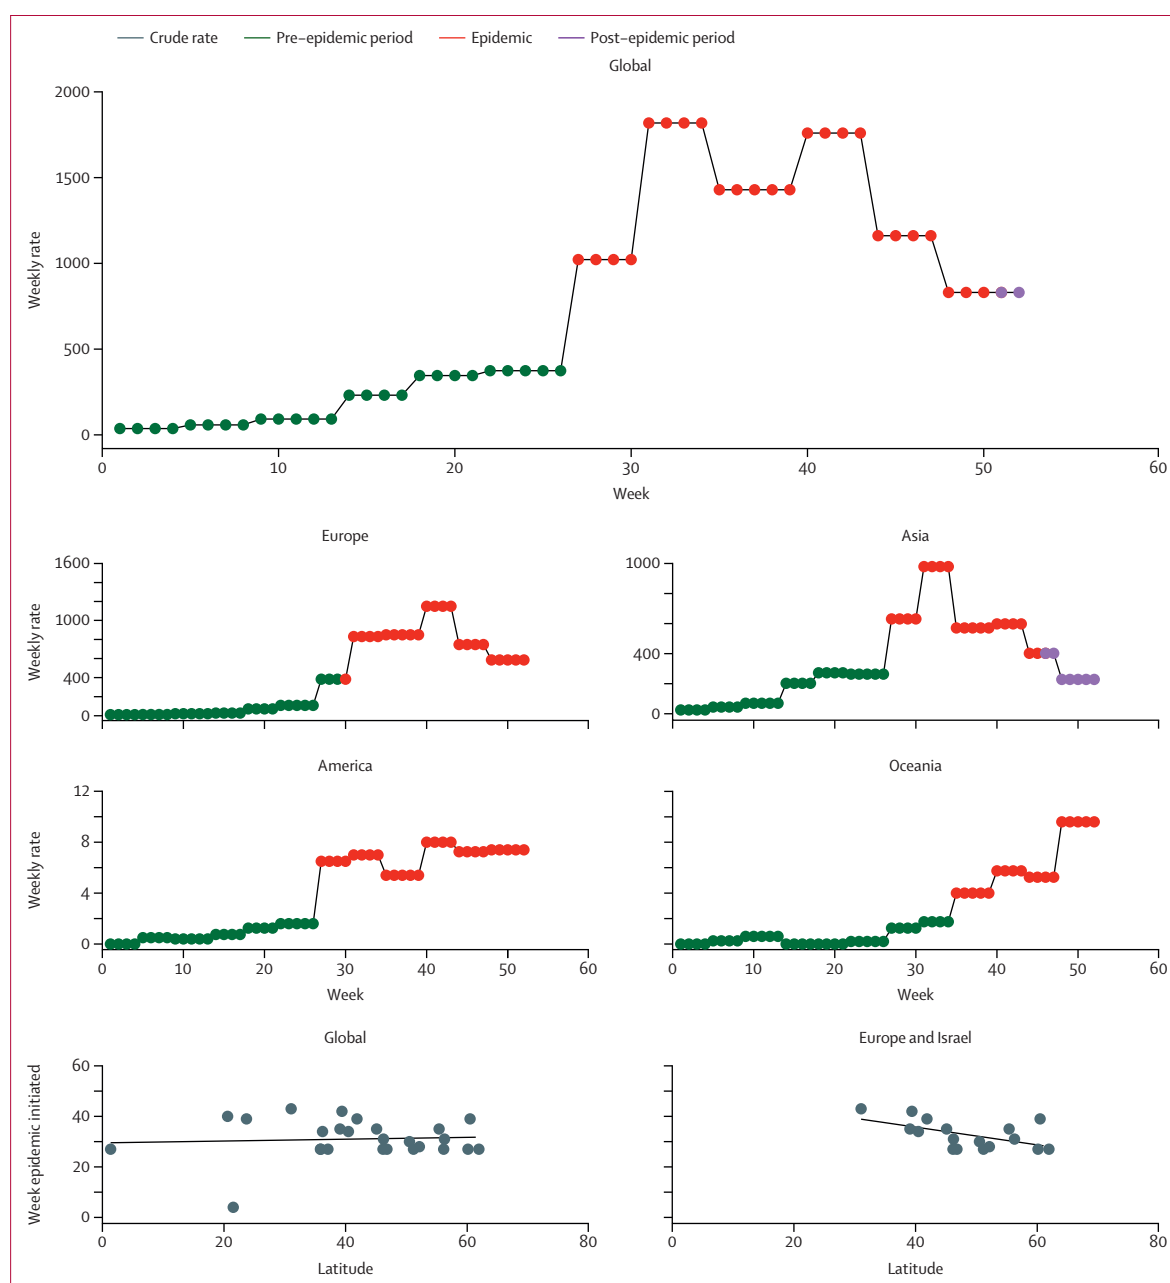 Crude rate Pre–epidemic period Epidemic Post–epidemic period
Global
Weekly rate
2000
1500
1000
500
0
0 10 20 30 40 50 60
Week
Europe
Weekly rate
1600
1000
400
0
Asia
1000
400
0
America
Weekly rate
12
8
4
0
0 10 20 30 40 50 60
Week
Oceania
0 10 20 30 40 50 60
Week
Global
Week epidemic initiated
60
40
20
0
0 20 40 60 80
Latitude
Europe and Israel
0 20 40 60 80
Latitude